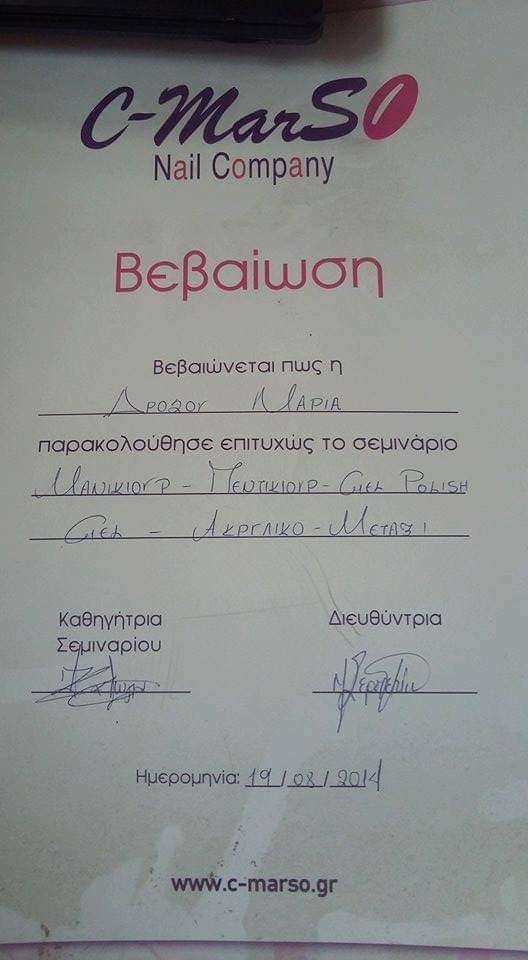 C-MarSO
Nail Company
Βεβαίωση
Βεβαιώνεται πως η
ΔΡΟΣΟΥ ΜΑΡΙΑ
παρακολούθησε επιτυχώς το σεμινάριο
ΜΑΝΙΚΙΟΥΡ - ΠΕΝΤΙΚΙΟΥΡ - GEL POLISH
GEL - ΑΚΡΥΛΙΚΟ - ΜΕΤΑΞΙ
Καθηγήτρια
Σεμιναρίου
Διευθύντρια
Ημερομηνία: 19/08/2014
www.c-marso.gr